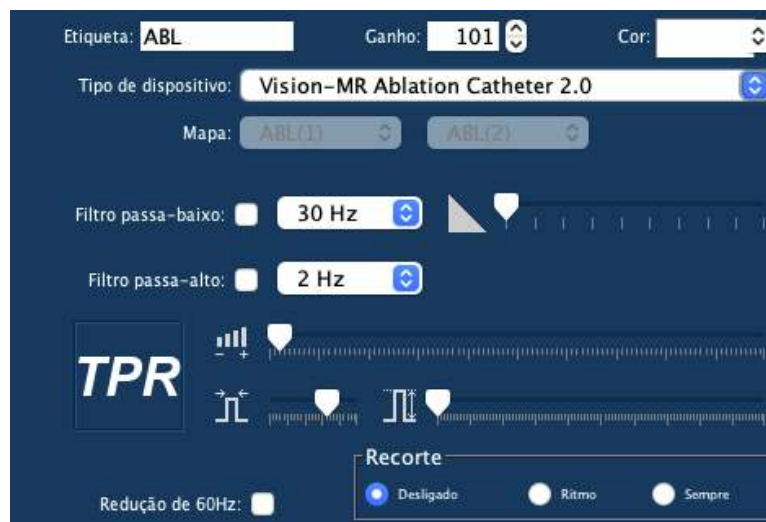 Etiqueta: ABL Ganho: 101 Cor:
Tipo de dispositivo: Vision-MR Ablation Catheter 2.0
Mapa: ABL(1) ABL(2)
Filtro passa-baixo: 30 Hz
Filtro passa-alto: 2 Hz
TPR
Recorte
Redução de 60Hz: Desligado Ritmo Sempre